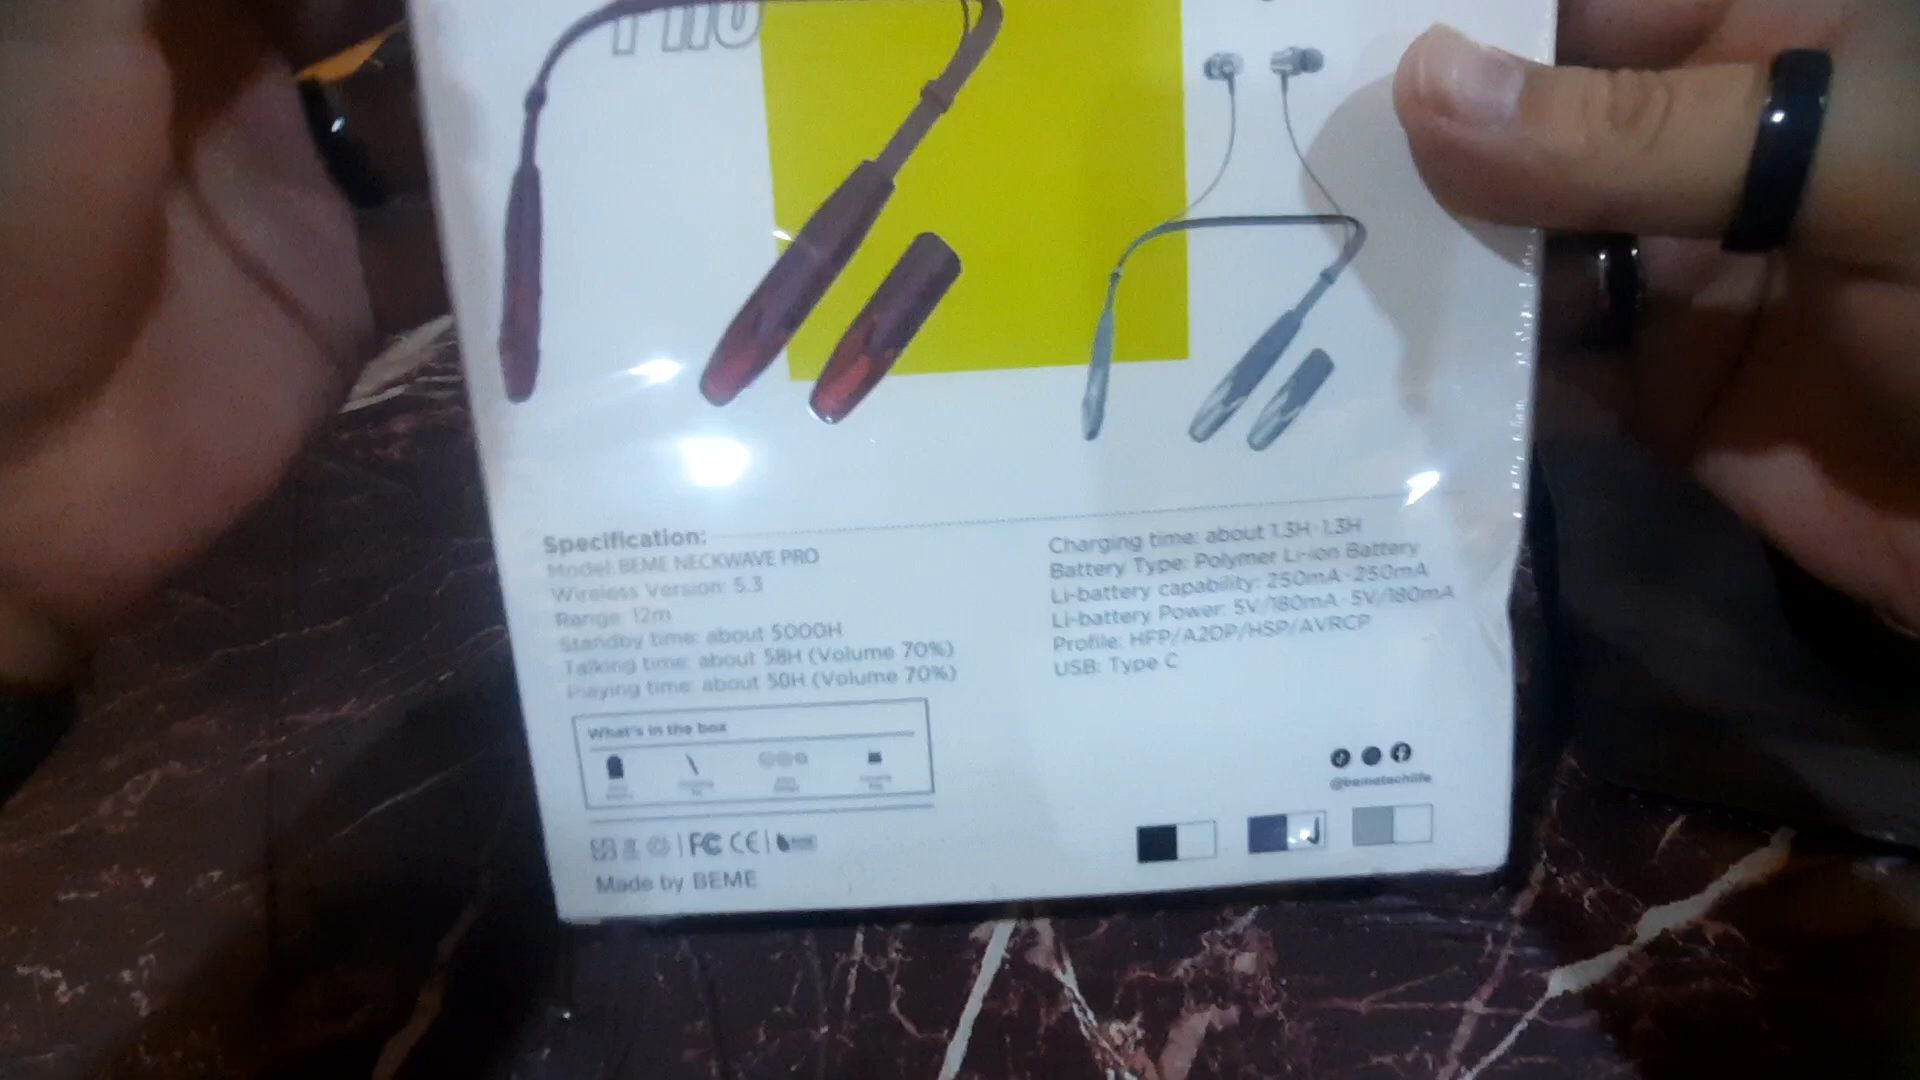 PRO
Specification:
Model: BEME NECKWAVE PRO
Wireless Version: 5.3
Range: 12m
Standby time: about 5000H
Talking time: about 58H (Volume 70%)
Playing time: about 50H (Volume 70%)
Charging time: about 1.3H-1.3H
Battery Type: Polymer Li-ion Battery
Li-battery capability: 250mA-250mA
Li-battery Power: 5V/180mA-5V/180mA
Profile: HFP/A2DP/HSP/AVRCP
USB: Type C
What's in the box
@bemetechlife
FC CE
Made by BEME